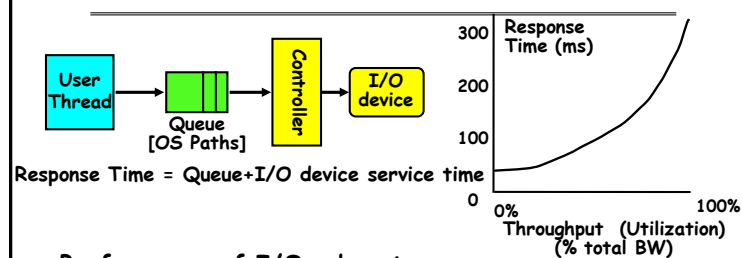 User
Thread
Queue
[OS Paths]
Controller
I/O
device
Response Time = Queue+I/O device service time
Response
Time (ms)
300
200
100
0
0%
100%
Throughput (Utilization)
(% total BW)